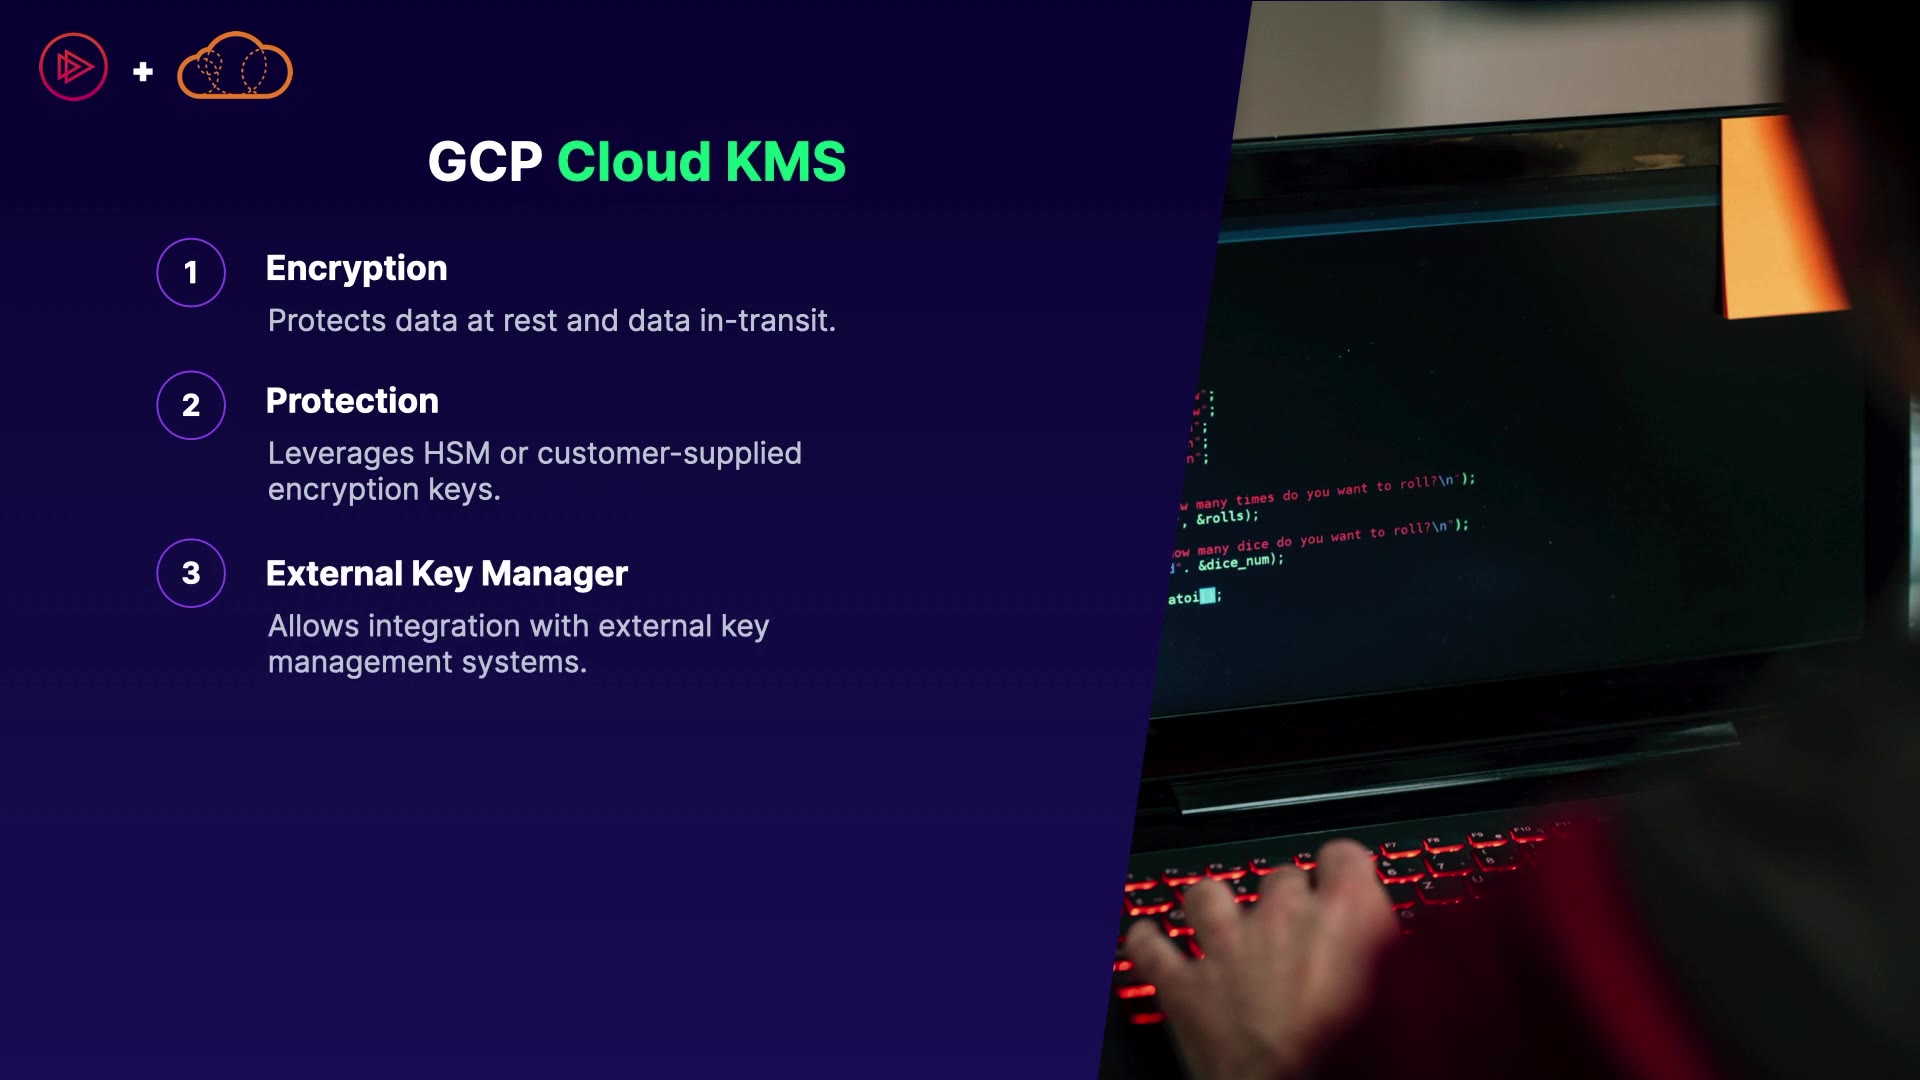 GCP Cloud KMS
1
Encryption
Protects data at rest and data in-transit.
2
Protection
Leverages HSM or customer-supplied
encryption keys.
3
External Key Manager
Allows integration with external key
management systems.
many times do you want to roll?\n");
, &rolls);
many dice do you want to roll?\n");
&dice_num);
atoi